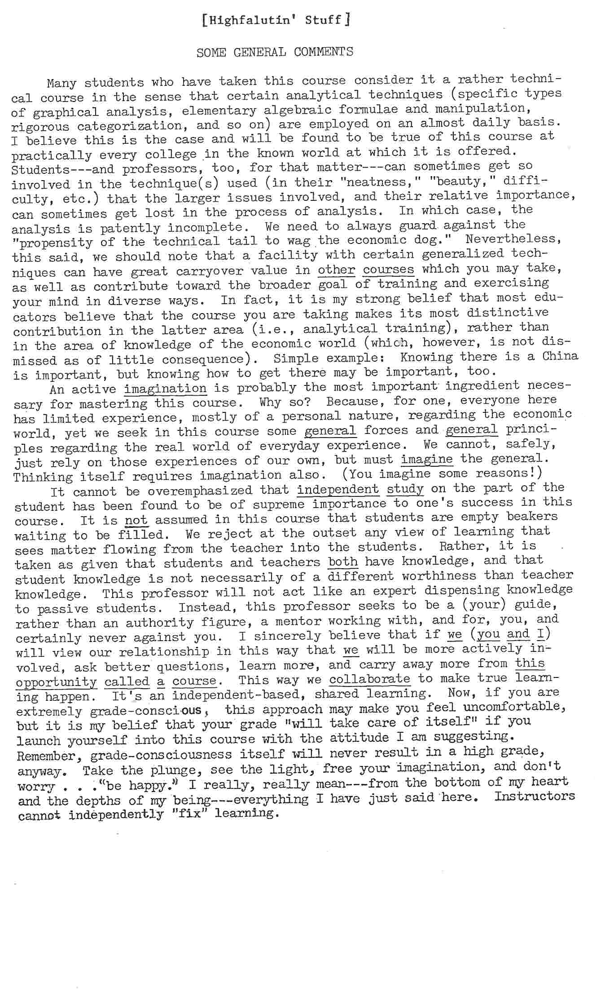 [Highfalutin' Stuff]
SOME GENERAL COMMENTS
Many students who have taken this course consider it a rather techni-
cal course in the sense that certain analytical techniques (specific types
of graphical analysis, elementary algebraic formulae and manipulation,
rigorous categorization, and so on) are employed on an almost daily basis.
I believe this is the case and will be found to be true of this course at
practically every college in the known world at which it is offered.
Students---and professors, too, for that matter---can sometimes get so
involved in the technique(s) used (in their "neatness," "beauty," diffi-
culty, etc.) that the larger issues involved, and their relative importance,
can sometimes get lost in the process of analysis. In which case, the
analysis is patently incomplete. We need to always guard against the
"propensity of the technical tail to wag the economic dog." Nevertheless,
this said, we should note that a facility with certain generalized tech-
niques can have great carryover value in other courses which you may take,
as well as contribute toward the broader goal of training and exercising
your mind in diverse ways. In fact, it is my strong belief that most edu-
cators believe that the course you are taking makes its most distinctive
contribution in the latter area (i.e., analytical training), rather than
in the area of knowledge of the economic world (which, however, is not dis-
missed as of little consequence). Simple example: Knowing there is a China
is important, but knowing how to get there may be important, too.
An active imagination is probably the most important ingredient neces-
sary for mastering this course. Why so? Because, for one, everyone here
has limited experience, mostly of a personal nature, regarding the economic
world, yet we seek in this course some general forces and general princi-
ples regarding the real world of everyday experience. We cannot, safely,
just rely on those experiences of our own, but must imagine the general.
Thinking itself requires imagination also. (You imagine some reasons!)
It cannot be overemphasized that independent study on the part of the
student has been found to be of supreme importance to one's success in this
course. It is not assumed in this course that students are empty beakers
waiting to be filled. We reject at the outset any view of learning that
sees matter flowing from the teacher into the students. Rather, it is
taken as given that students and teachers both have knowledge, and that
student knowledge is not necessarily of a different worthiness than teacher
knowledge. This professor will not act like an expert dispensing knowledge
to passive students. Instead, this professor seeks to be a (your) guide,
rather than an authority figure, a mentor working with, and for, you, and
certainly never against you. I sincerely believe that if we (you and I)
will view our relationship in this way that we will be more actively in-
volved, ask better questions, learn more, and carry away more from this
opportunity called a course. This way we collaborate to make true learn-
ing happen. It's an independent-based, shared learning. Now, if you are
extremely grade-conscious, this approach may make you feel uncomfortable,
but it is my belief that your grade "will take care of itself" if you
launch yourself into this course with the attitude I am suggesting.
Remember, grade-consciousness itself will never result in a high grade,
anyway. Take the plunge, see the light, free your imagination, and don't
worry . . ."be happy." I really, really mean---from the bottom of my heart
and the depths of my being---everything I have just said here. Instructors
cannot independently "fix" learning.